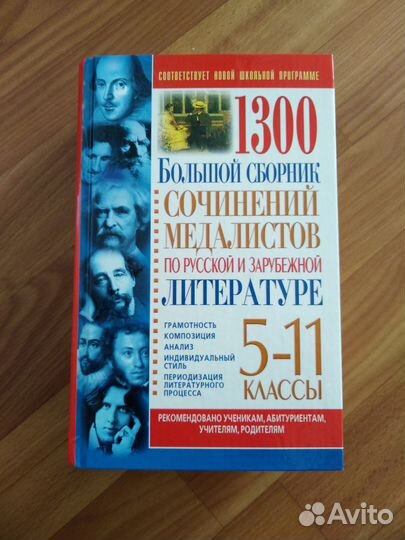 СООТВЕТСТВУЕТ НОВОЙ ШКОЛЬНОЙ ПРОГРАММЕ
1300
БОЛЬШОЙ СБОРНИК
СОЧИНЕНИЙ
МЕДАЛИСТОВ
ПО РУССКОЙ И ЗАРУБЕЖНОЙ
ЛИТЕРАТУРЕ
ГРАМОТНОСТЬ
КОМПОЗИЦИЯ
АНАЛИЗ
ИНДИВИДУАЛЬНЫЙ
СТИЛЬ
ПЕРИОДИЗАЦИЯ
ЛИТЕРАТУРНОГО
ПРОЦЕССА
5-11
КЛАССЫ
РЕКОМЕНДОВАНО УЧЕНИКАМ, АБИТУРИЕНТАМ,
УЧИТЕЛЯМ, РОДИТЕЛЯМ
Avito